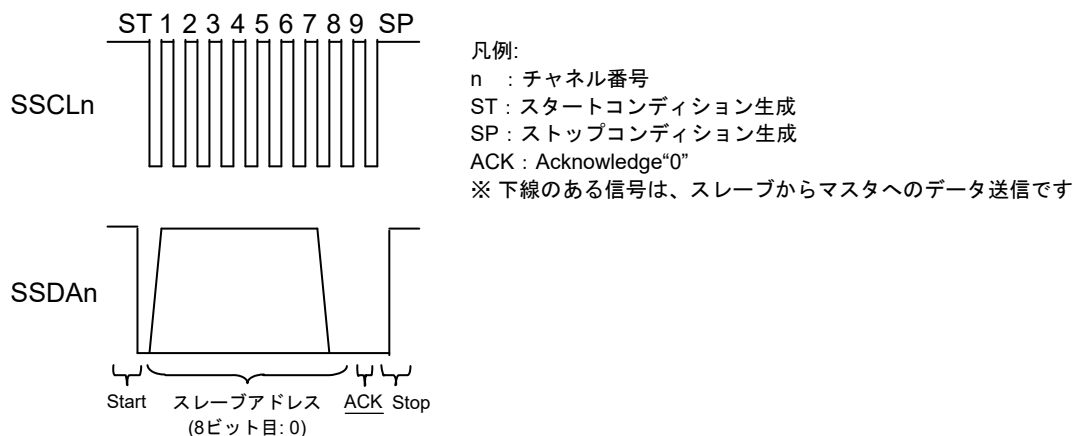 ST 1 2 3 4 5 6 7 8 9 SP
SSCLn
凡例:
n ：チャネル番号
ST：スタートコンディション生成
SP：ストップコンディション生成
ACK：Acknowledge“0”
※ 下線のある信号は、スレーブからマスタへのデータ送信です
SSDAn
Start スレーブアドレス ACK Stop
(8ビット目: 0)